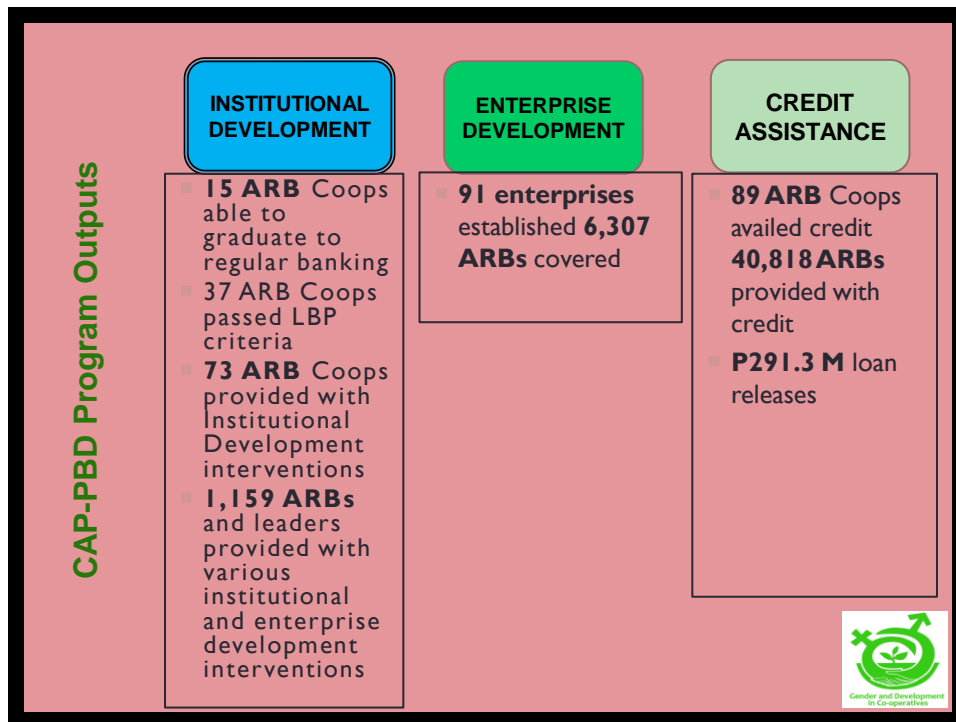 CAP-PBD Program Outputs
INSTITUTIONAL
DEVELOPMENT
15 ARB Coops
able to
graduate to
regular banking
37 ARB Coops
passed LBP
criteria
73 ARB Coops
provided with
Institutional
Development
interventions
1,159 ARBs
and leaders
provided with
various
institutional
and enterprise
development
interventions
ENTERPRISE
DEVELOPMENT
91 enterprises
established 6,307
ARBs covered
CREDIT
ASSISTANCE
89 ARB Coops
availed credit
40,818 ARBs
provided with
credit
P291.3 M loan
releases
Gender and Development
in Co-operatives